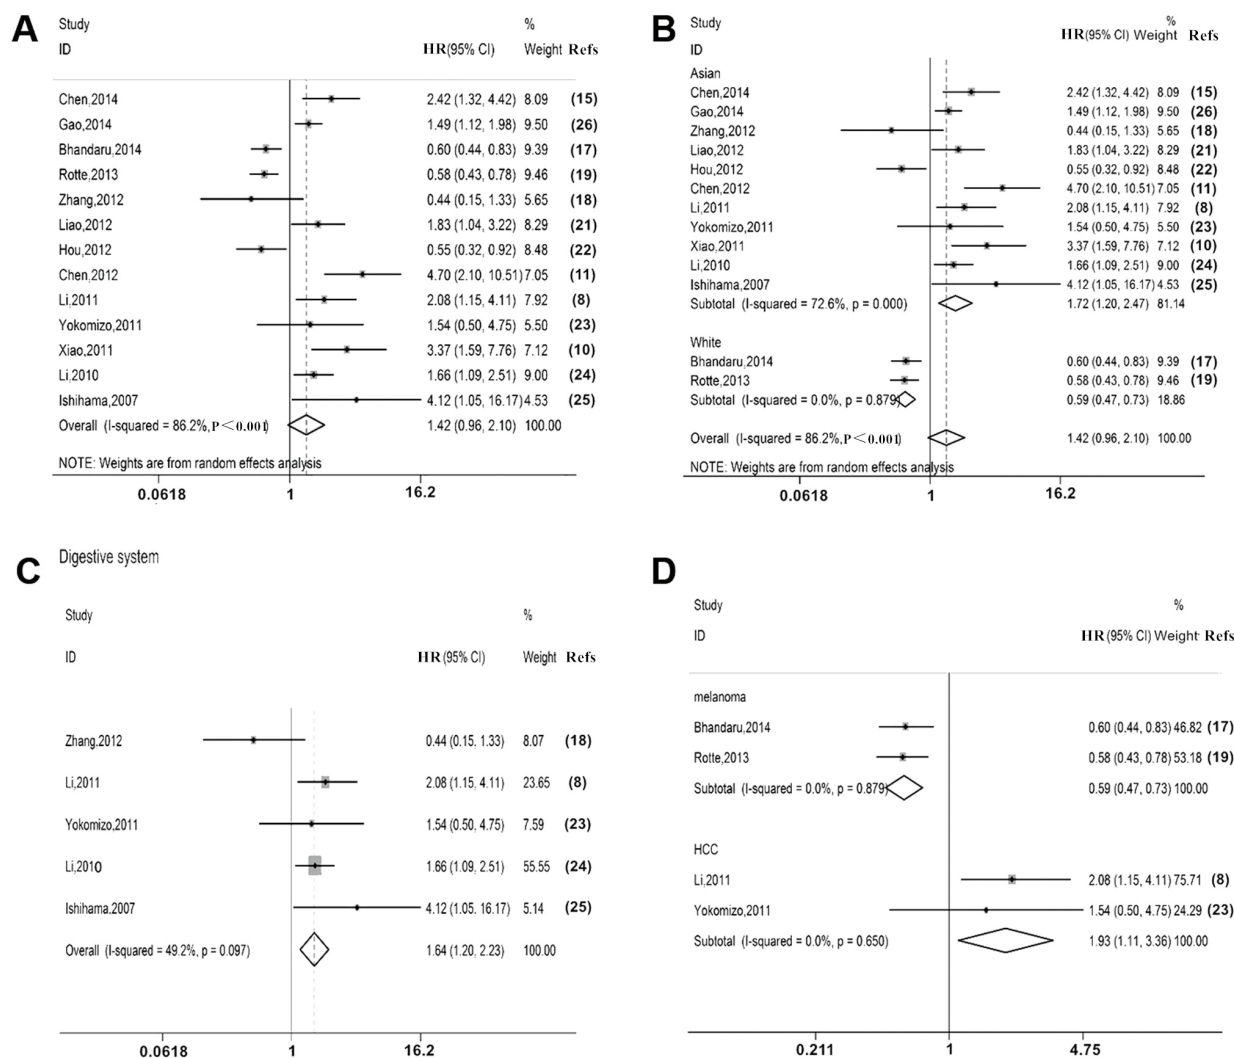 A
Study %
ID HR(95% CI) Weight Refs
Chen,2014 2.42 (1.32, 4.42) 8.09 (15)
Gao,2014 1.49 (1.12, 1.98) 9.50 (26)
Bhandaru,2014 0.60 (0.44, 0.83) 9.39 (17)
Rotte,2013 0.58 (0.43, 0.78) 9.46 (19)
Zhang,2012 0.44 (0.15, 1.33) 5.65 (18)
Liao,2012 1.83 (1.04, 3.22) 8.29 (21)
Hou,2012 0.55 (0.32, 0.92) 8.48 (22)
Chen,2012 4.70 (2.10, 10.51) 7.05 (11)
Li,2011 2.08 (1.15, 4.11) 7.92 (8)
Yokomizo,2011 1.54 (0.50, 4.75) 5.50 (23)
Xiao,2011 3.37 (1.59, 7.76) 7.12 (10)
Li,2010 1.66 (1.09, 2.51) 9.00 (24)
Ishihama,2007 4.12 (1.05, 16.17) 4.53 (25)
Overall (I-squared = 86.2%, P<0.001) 1.42 (0.96, 2.10) 100.00
NOTE: Weights are from random effects analysis
0.0618 1 16.2
B
Study %
ID HR(95% CI) Weight Refs
Asian
Chen,2014 2.42 (1.32, 4.42) 8.09 (15)
Gao,2014 1.49 (1.12, 1.98) 9.50 (26)
Zhang,2012 0.44 (0.15, 1.33) 5.65 (18)
Liao,2012 1.83 (1.04, 3.22) 8.29 (21)
Hou,2012 0.55 (0.32, 0.92) 8.48 (22)
Chen,2012 4.70 (2.10, 10.51) 7.05 (11)
Li,2011 2.08 (1.15, 4.11) 7.92 (8)
Yokomizo,2011 1.54 (0.50, 4.75) 5.50 (23)
Xiao,2011 3.37 (1.59, 7.76) 7.12 (10)
Li,2010 1.66 (1.09, 2.51) 9.00 (24)
Ishihama,2007 4.12 (1.05, 16.17) 4.53 (25)
Subtotal (I-squared = 72.6%, p = 0.000) 1.72 (1.20, 2.47) 81.14
White
Bhandaru,2014 0.60 (0.44, 0.83) 9.39 (17)
Rotte,2013 0.58 (0.43, 0.78) 9.46 (19)
Subtotal (I-squared = 0.0%, p = 0.879) 0.59 (0.47, 0.73) 18.86
Overall (I-squared = 86.2%, P<0.001) 1.42 (0.96, 2.10) 100.00
NOTE: Weights are from random effects analysis
0.0618 1 16.2
C
Digestive system
Study %
ID HR(95% CI) Weight Refs
Zhang,2012 0.44 (0.15, 1.33) 8.07 (18)
Li,2011 2.08 (1.15, 4.11) 23.65 (8)
Yokomizo,2011 1.54 (0.50, 4.75) 7.59 (23)
Li,2010 1.66 (1.09, 2.51) 55.55 (24)
Ishihama,2007 4.12 (1.05, 16.17) 5.14 (25)
Overall (I-squared = 49.2%, p = 0.097) 1.64 (1.20, 2.23) 100.00
0.0618 1 16.2
D
Study %
ID HR(95% CI) Weight Refs
melanoma
Bhandaru,2014 0.60 (0.44, 0.83) 46.82 (17)
Rotte,2013 0.58 (0.43, 0.78) 53.18 (19)
Subtotal (I-squared = 0.0%, p = 0.879) 0.59 (0.47, 0.73) 100.00
HCC
Li,2011 2.08 (1.15, 4.11) 75.71 (8)
Yokomizo,2011 1.54 (0.50, 4.75) 24.29 (23)
Subtotal (I-squared = 0.0%, p = 0.650) 1.93 (1.11, 3.36) 100.00
0.211 1 4.75